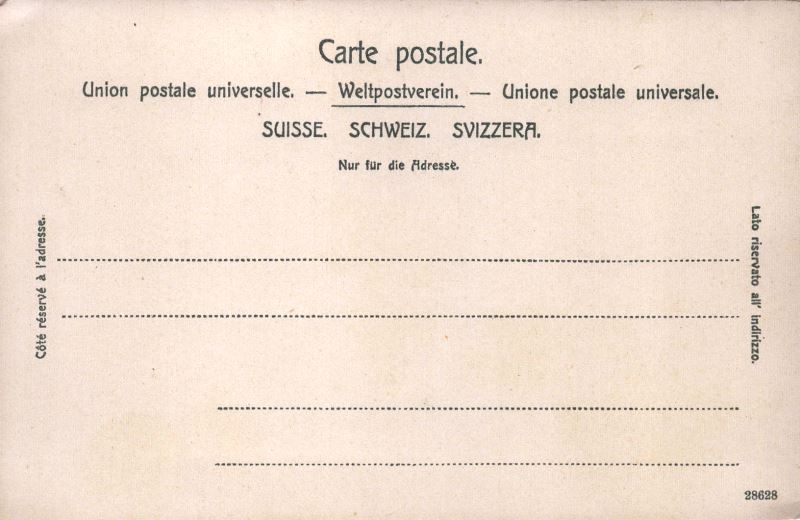 Carte postale.
Union postale universelle. — Weltpostverein. — Unione postale universale.
SUISSE. SCHWEIZ. SVIZZERA.
Nur für die Adresse.
Côté réservé à l'adresse.
Lato riservato all' indirizzo.
28628